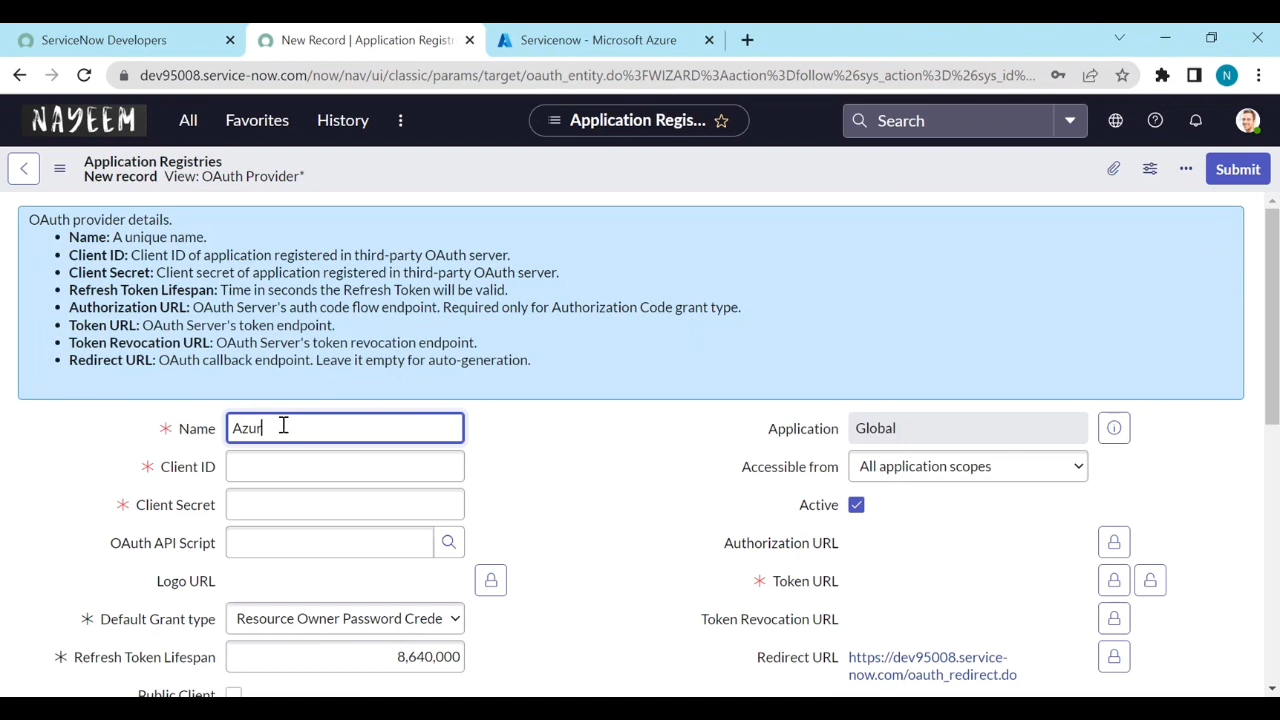 ServiceNow Developers
New Record | Application Registr
Servicenow - Microsoft Azure
dev95008.service-now.com/now/nav/ui/classic/params/target/oauth_entity.do%3FWIZARD%3Aaction%3Dfollow%26sys_action%3D%26sys_id%...
N
NAYEEM
All
Favorites
History
Application Regis...
Search
Application Registries
New record View: OAuth Provider*
Submit
OAuth provider details.
• Name: A unique name.
• Client ID: Client ID of application registered in third-party OAuth server.
• Client Secret: Client secret of application registered in third-party OAuth server.
• Refresh Token Lifespan: Time in seconds the Refresh Token will be valid.
• Authorization URL: OAuth Server's auth code flow endpoint. Required only for Authorization Code grant type.
• Token URL: OAuth Server's token endpoint.
• Token Revocation URL: OAuth Server's token revocation endpoint.
• Redirect URL: OAuth callback endpoint. Leave it empty for auto-generation.
Name Azur
Client ID
Client Secret
OAuth API Script
Logo URL
Default Grant type Resource Owner Password Crede
Refresh Token Lifespan 8,640,000
Public Client
Application Global
Accessible from All application scopes
Active
Authorization URL
Token URL
Token Revocation URL
Redirect URL https://dev95008.service-
now.com/oauth_redirect.do